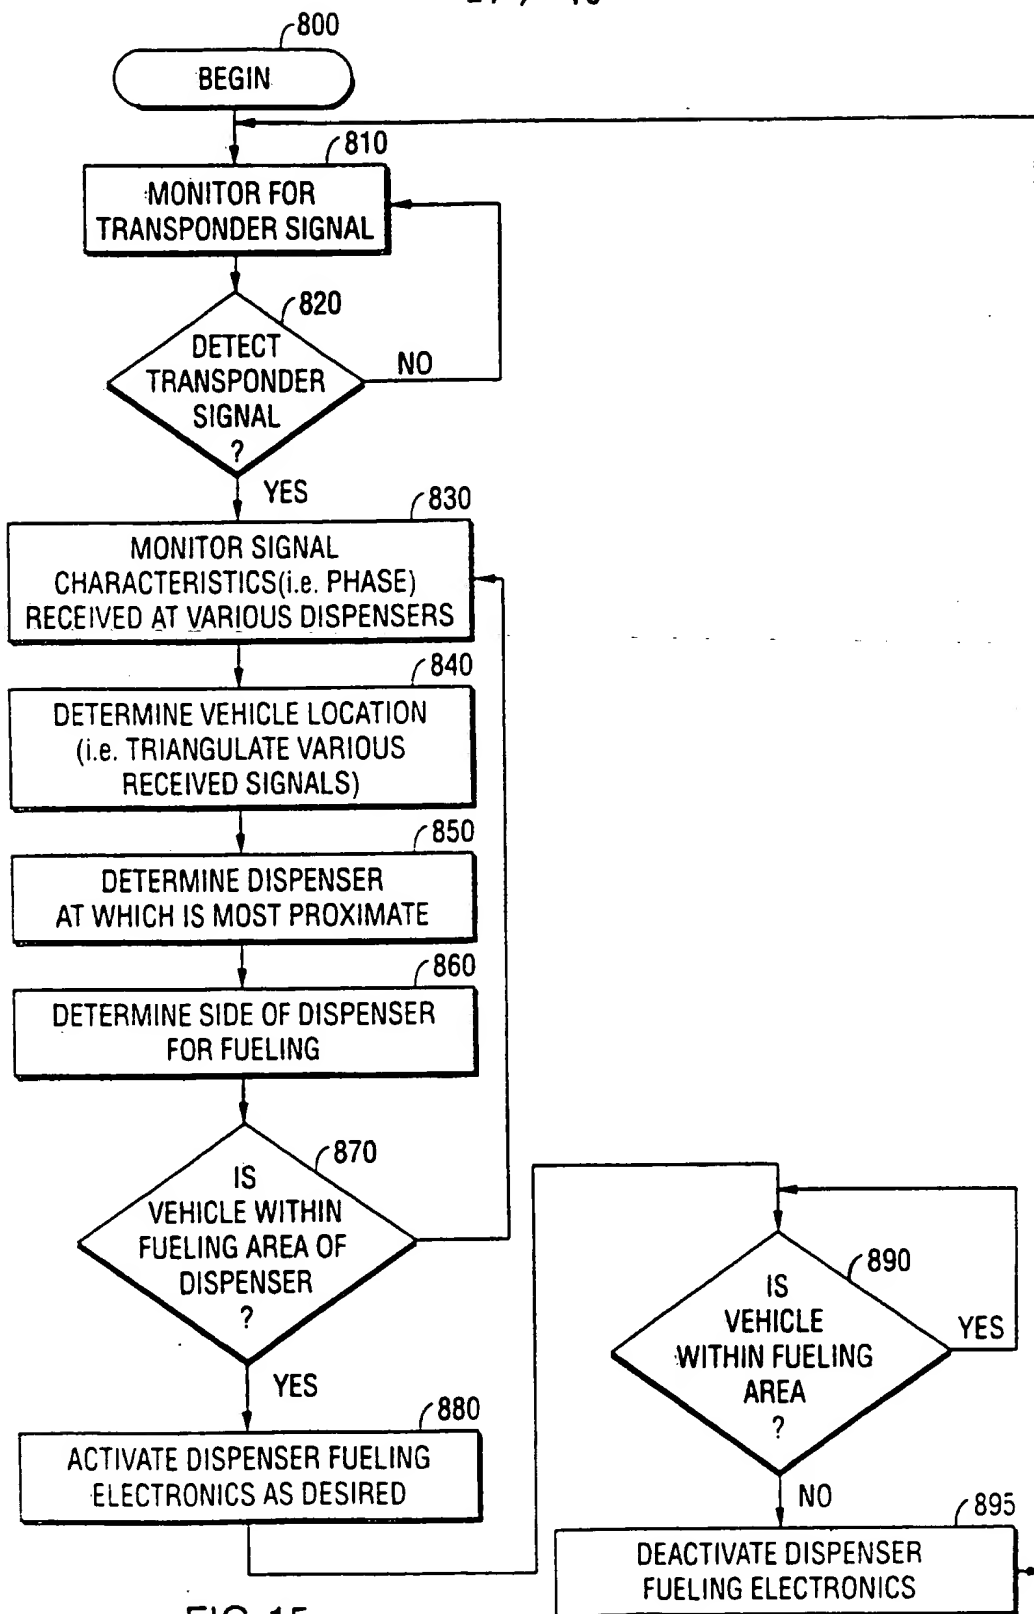 800
BEGIN
810
MONITOR FOR
TRANSPONDER SIGNAL
820
DETECT
TRANSPONDER
SIGNAL
?
NO
YES
830
MONITOR SIGNAL
CHARACTERISTICS(i.e. PHASE)
RECEIVED AT VARIOUS DISPENSERS
840
DETERMINE VEHICLE LOCATION
(i.e. TRIANGULATE VARIOUS
RECEIVED SIGNALS)
850
DETERMINE DISPENSER
AT WHICH IS MOST PROXIMATE
860
DETERMINE SIDE OF DISPENSER
FOR FUELING
870
IS
VEHICLE WITHIN
FUELING AREA OF
DISPENSER
?
YES
880
ACTIVATE DISPENSER FUELING
ELECTRONICS AS DESIRED
890
IS
VEHICLE
WITHIN FUELING
AREA
?
YES
NO
895
DEACTIVATE DISPENSER
FUELING ELECTRONICS
FIG. 15